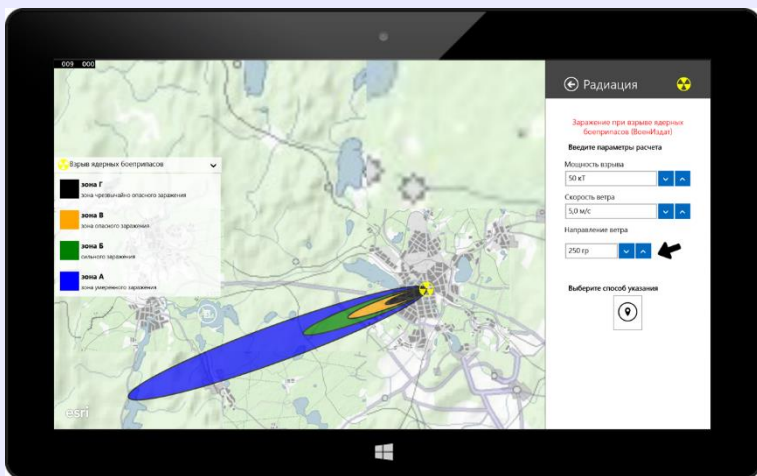 009 000
Взрыв ядерных боеприпасов
зона Г
зона чрезвычайно опасного заражения
зона В
зона опасного заражения
зона Б
сильного заражения
зона А
зона умеренного заражения
esri
Радиация
Заражение при взрыве ядерных
боеприпасов (ВоенИздат)
Введите параметры расчета
Мощность взрыва
50 кТ
Скорость ветра
5,0 м/с
Направление ветра
250 гр
Выберите способ указания